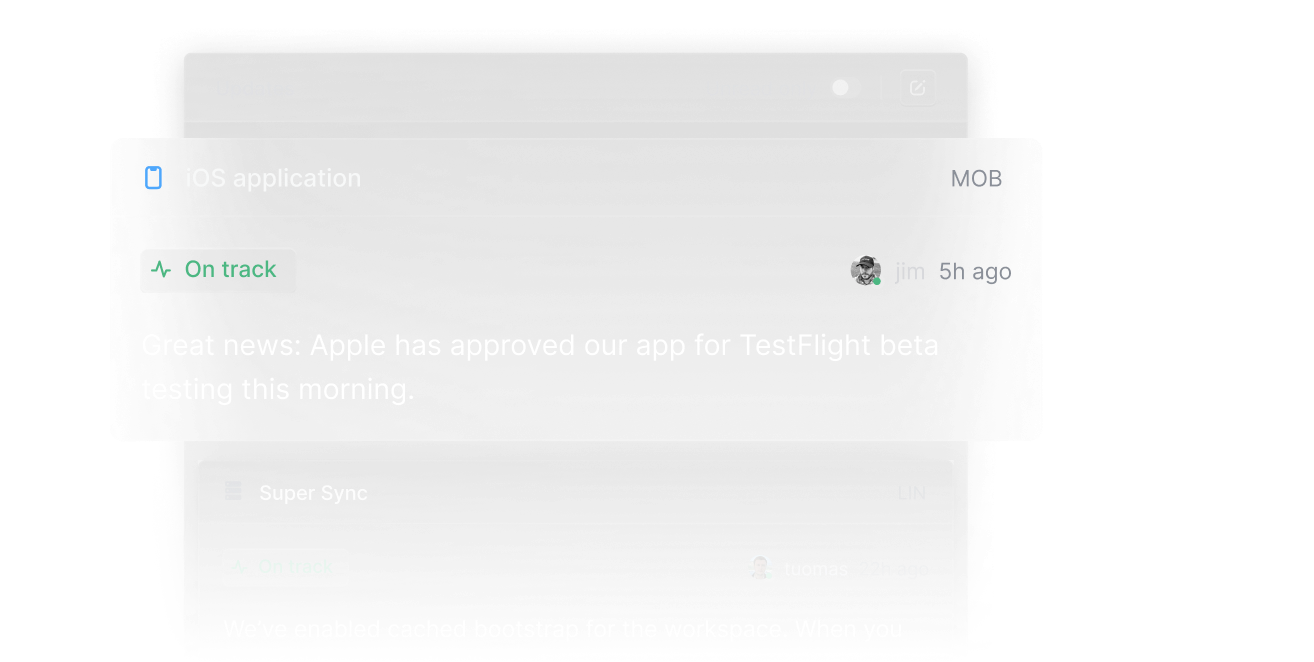 iOS application
MOB
On track
jim 5h ago
Great news: Apple has approved our app for TestFlight beta
testing this morning.
Super Sync
LIN
On track
tuomas
We've enabled cached bootstrap for the workspace. When you